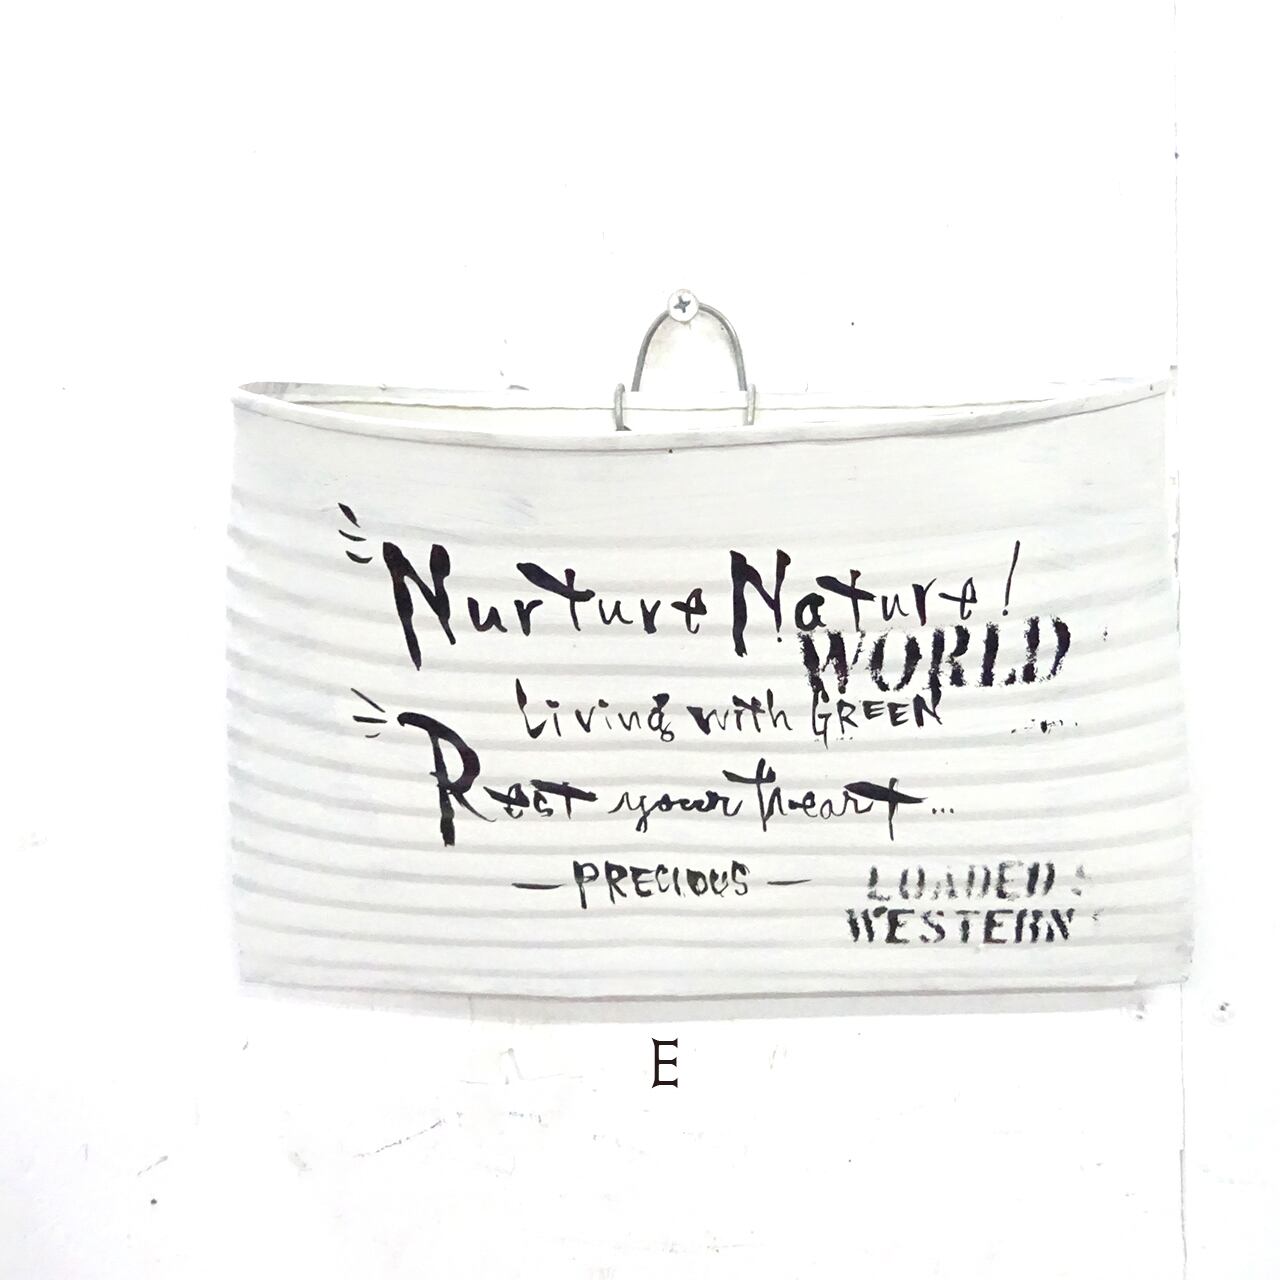 Nurture Nature!
WORLD
Living with GREEN
Rest your heart...
— PRECIOUS —
LOADED
WESTERN
E